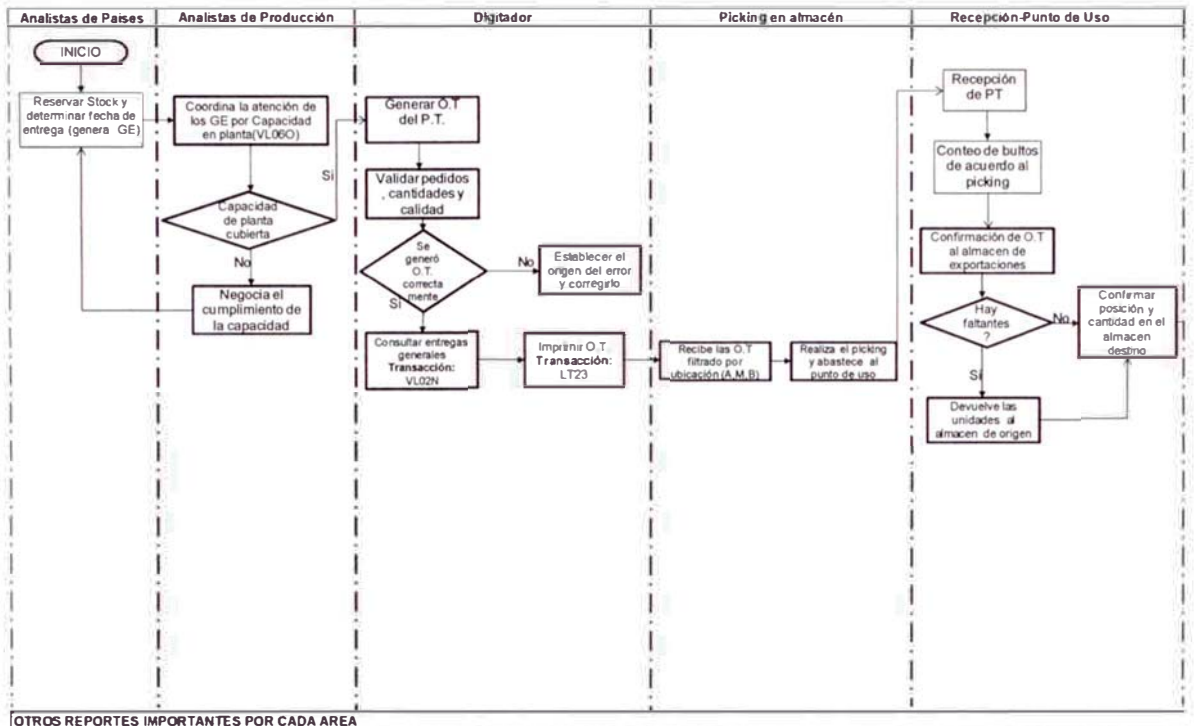 Analistas de Paises
Analistas de Producción
Digitador
Picking en almacén
Recepción-Punto de Uso
INICIO
Reservar Stock y
determinar fecha de
entrega (genera GE)
Coordina la atención de
los GE por Capacidad
en planta(VL06O)
Si
Capacidad
de planta
cubierta
No
Negocia el
cumplimiento de
la capacidad
Generar O.T
del P.T.
Validar pedidos
, cantidades y
calidad
Se
generó
O.T.
correcta
mente
No
Si
Establecer el
origen del error
y corregirlo
Consultar entregas
generales
Transacción:
VL02N
Imprimir O.T
Transacción:
LT23
Recibe las O.T
filtrado por
ubicación (A,M,B)
Realiza el picking
y abastece al
punto de uso
Recepción
de PT
Conteo de bultos
de acuerdo al
picking
Confirmación de O.T
al almacen de
exportaciones
Hay
faltantes
?
No
Si
Confirmar
posición y
cantidad en el
almacen
destino
Devuelve las
unidades al
almacen de origen
OTROS REPORTES IMPORTANTES POR CADA AREA